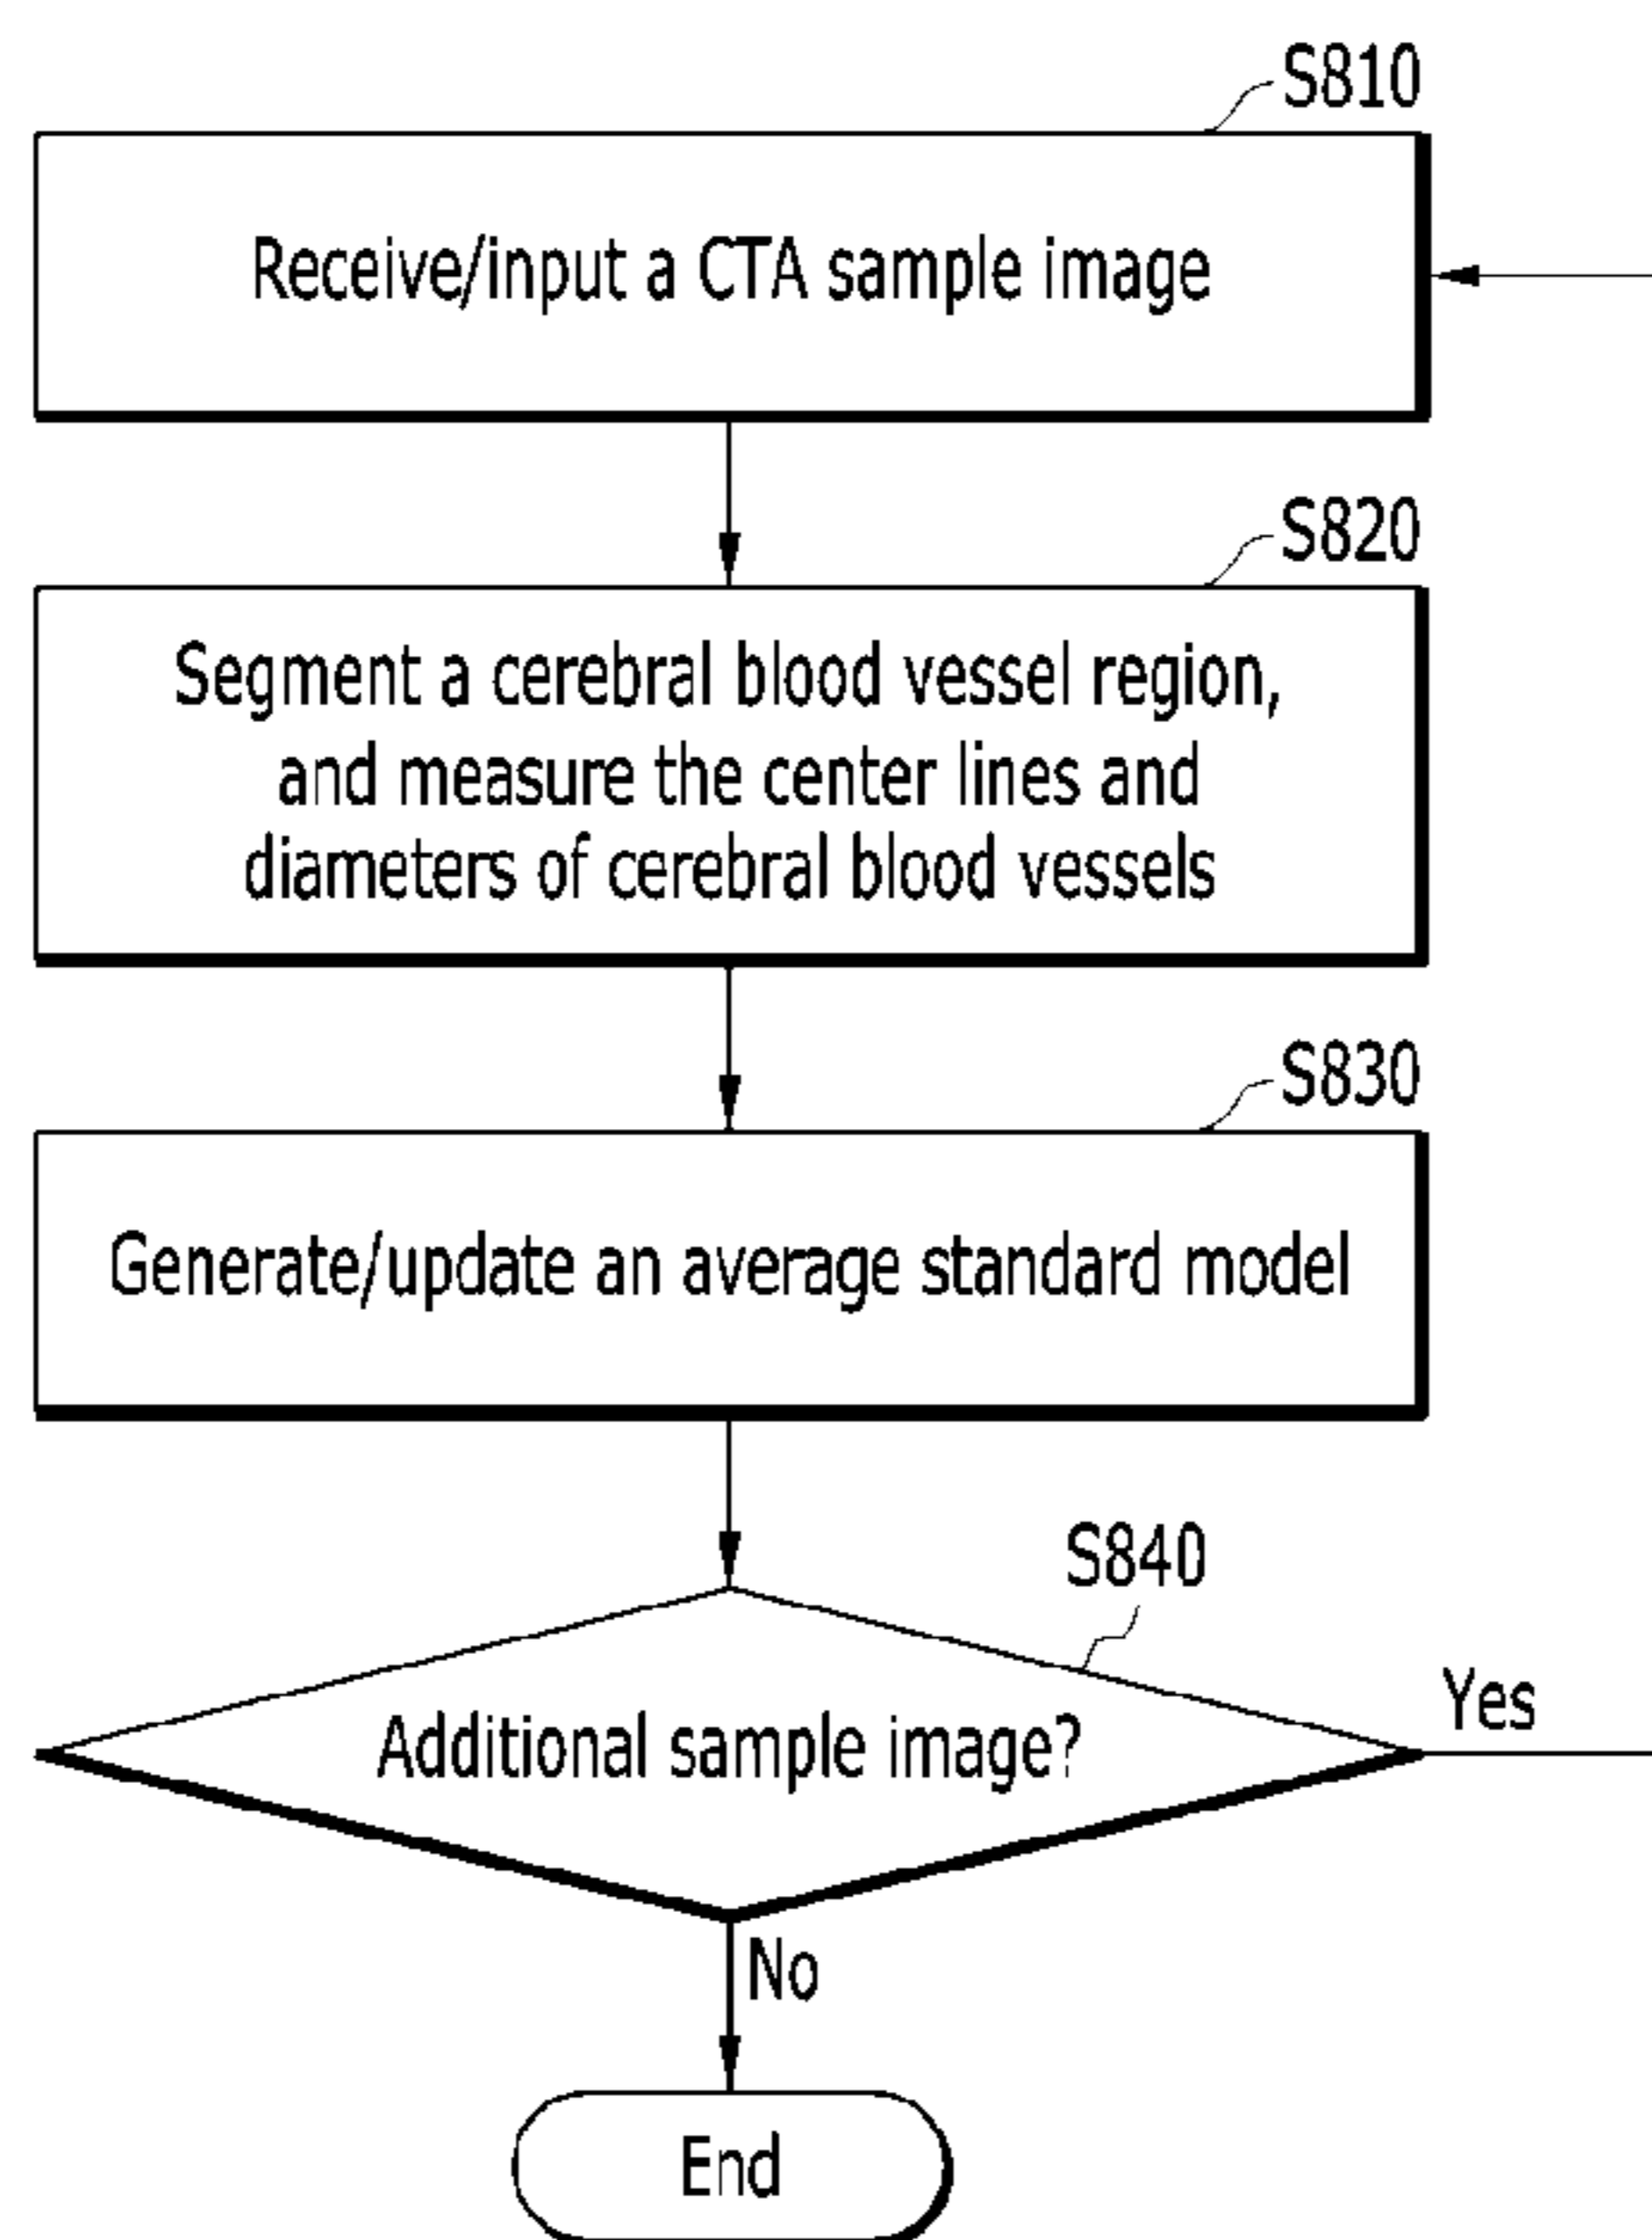 S810
Receive/input a CTA sample image
S820
Segment a cerebral blood vessel region,
and measure the center lines and
diameters of cerebral blood vessels
S830
Generate/update an average standard model
S840
Additional sample image?
Yes
No
End